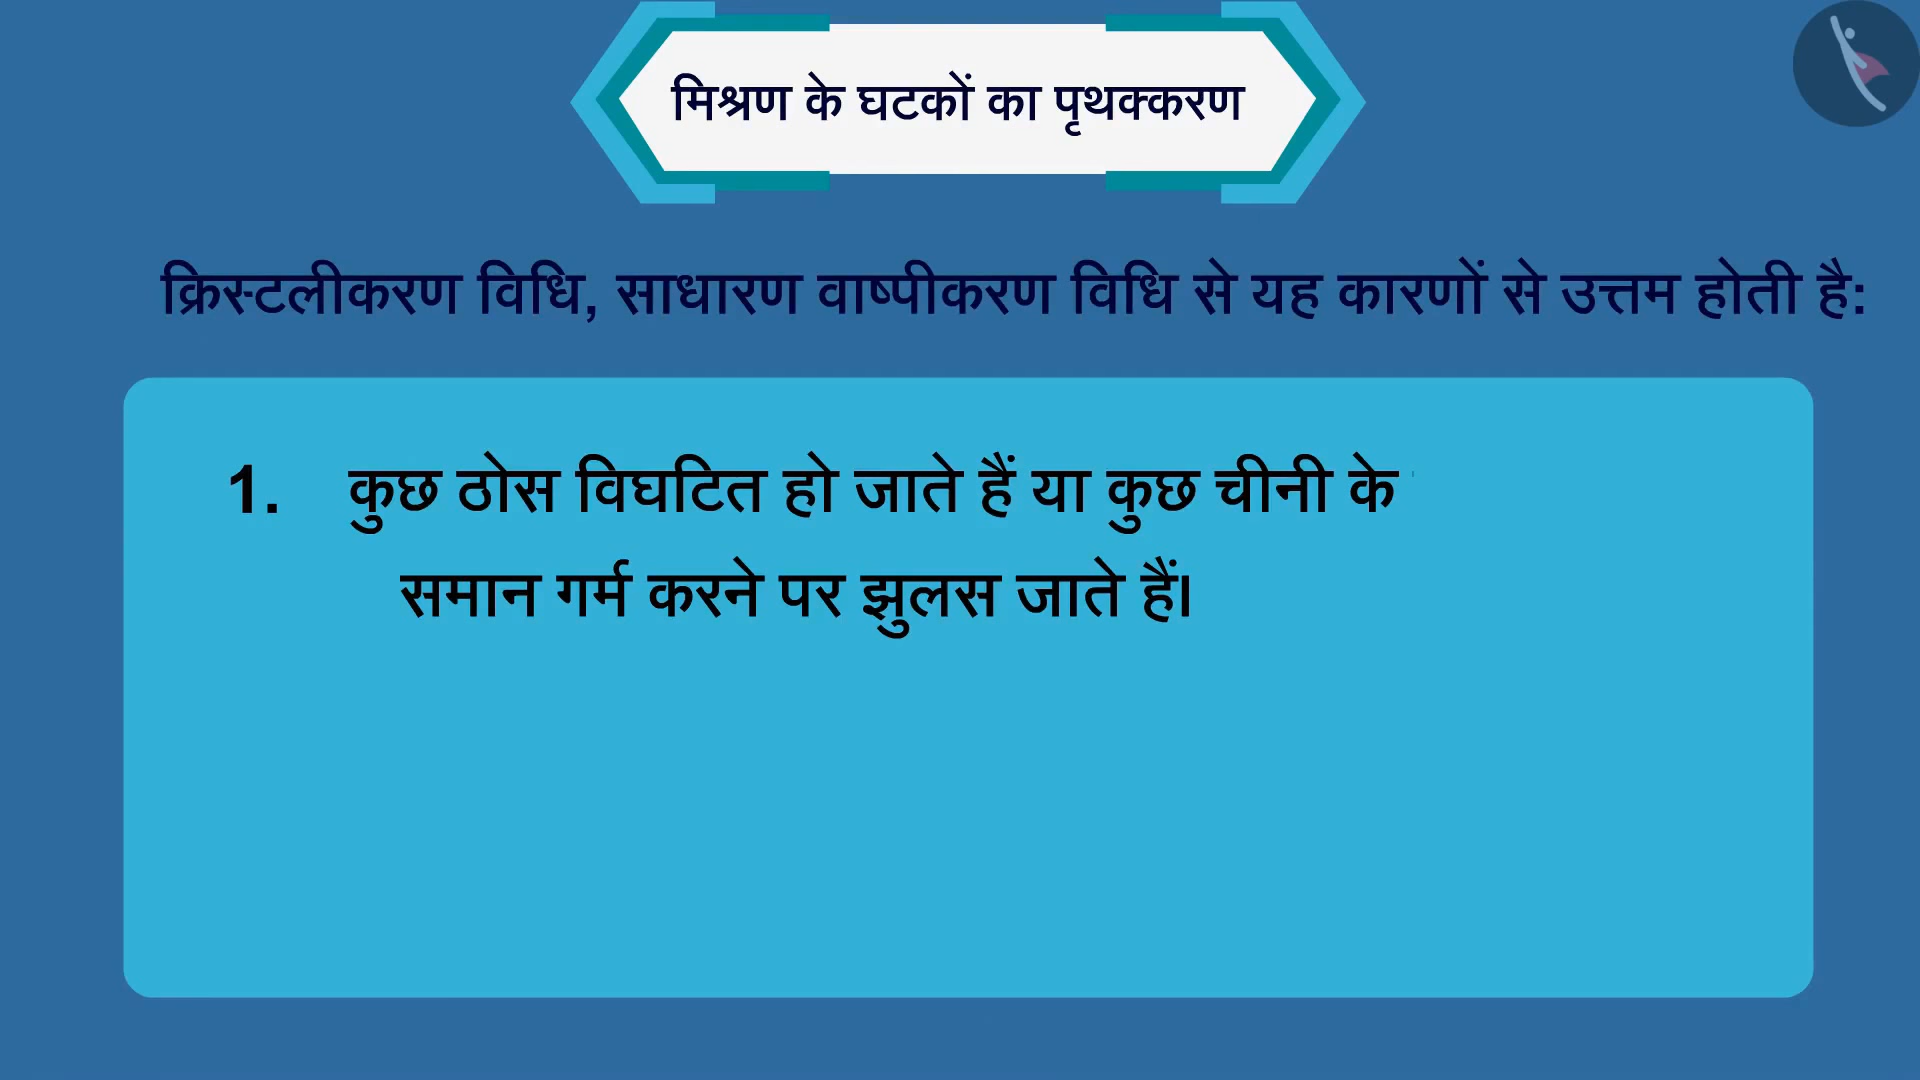 मिश्रण के घटकों का पृथक्करण
क्रिस्टलीकरण विधि, साधारण वाष्पीकरण विधि से यह कारणों से उत्तम होती है:
1. कुछ ठोस विघटित हो जाते हैं या कुछ चीनी के
समान गर्म करने पर झुलस जाते हैं।